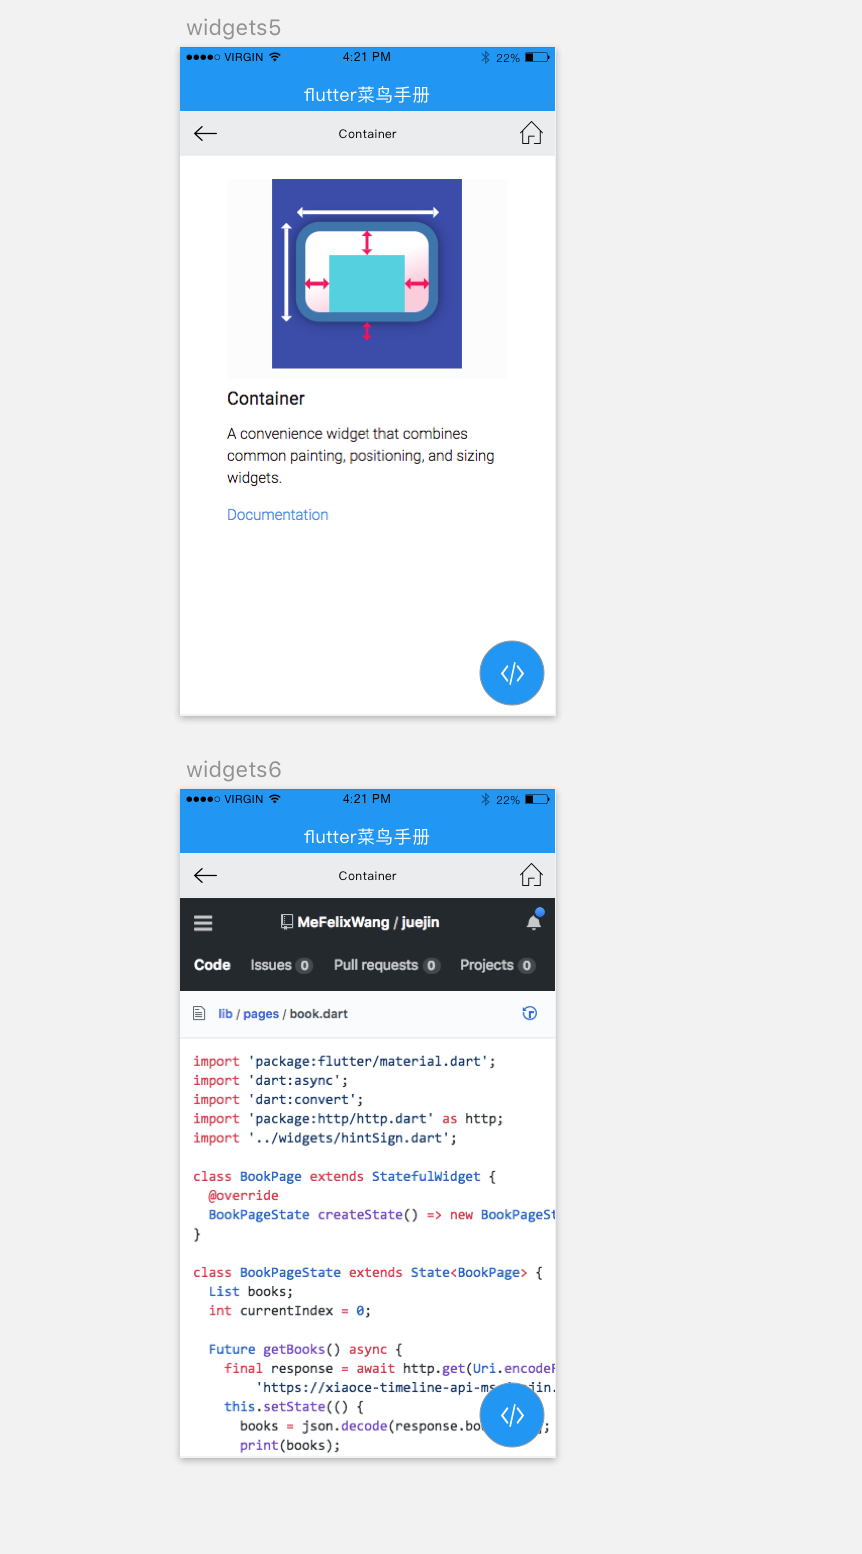 widgets5
VIRGIN 4:21 PM 22%
flutter菜鸟手册
Container
Container
A convenience widget that combines
common painting, positioning, and sizing
widgets.
Documentation
</>
widgets6
VIRGIN 4:21 PM 22%
flutter菜鸟手册
Container
MeFelixWang / juejin
Code Issues 0 Pull requests 0 Projects 0
lib / pages / book.dart
import 'package:flutter/material.dart';
import 'dart:async';
import 'dart:convert';
import 'package:http/http.dart' as http;
import '../widgets/hintSign.dart';
class BookPage extends StatefulWidget {
@override
BookPageState createState() => new BookPageSt
}
class BookPageState extends State<BookPage> {
List books;
int currentIndex = 0;
Future getBooks() async {
final response = await http.get(Uri.encodeF
'https://xiaoce-timeline-api-ms
this.setState(() {
books = json.decode(response.bo
print(books);
</>